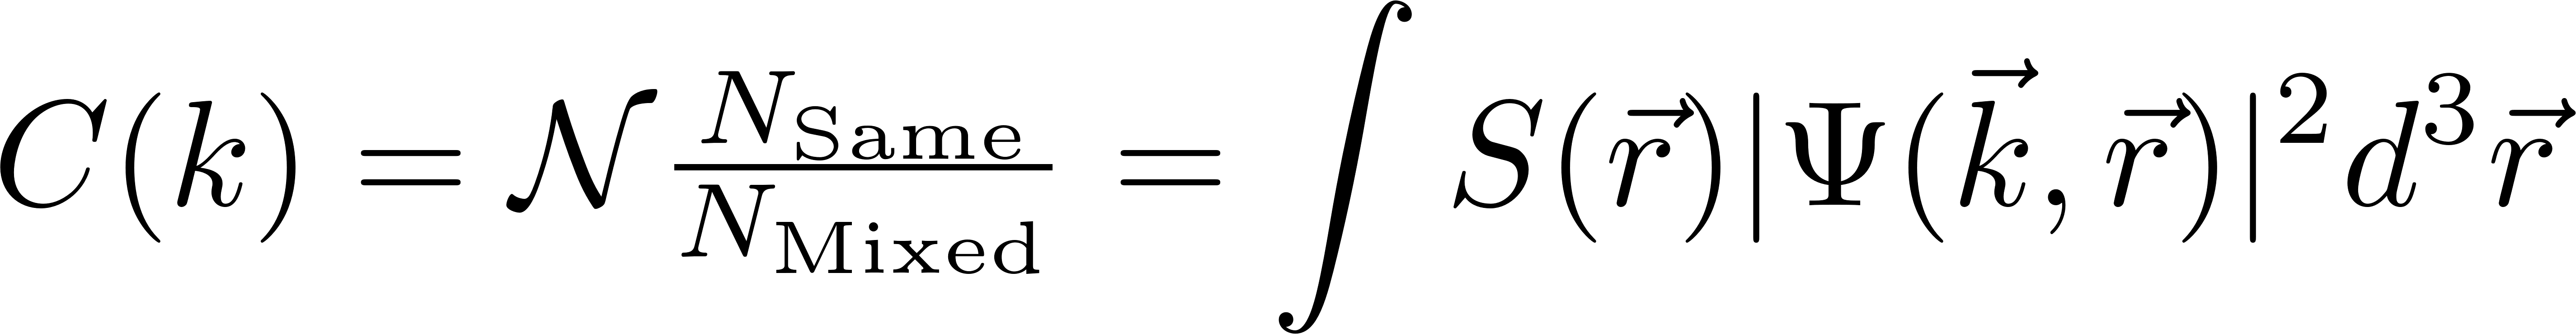 C(k) = 𝒩 N_Same / N_Mixed = ∫ S(r⃗)|Ψ(k⃗, r⃗)|² d³r⃗